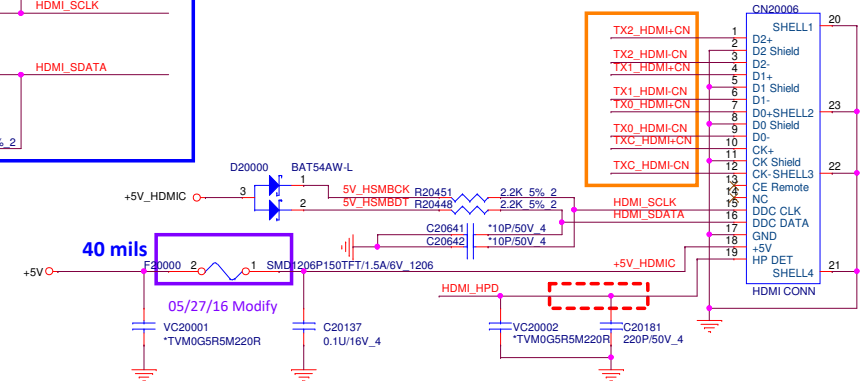 HDMI_SCLK
HDMI_SDATA
%_2
CN20006
SHELL1 20
TX2_HDMI+CN 1 D2+
2 D2 Shield
TX2_HDMI-CN 3 D2-
TX1_HDMI+CN 4 D1+
5 D1 Shield
TX1_HDMI-CN 6 D1-
TX0_HDMI+CN 7 D0+ SHELL2 23
8 D0 Shield
TX0_HDMI-CN 9 D0-
TXC_HDMI+CN 10 CK+
11 CK Shield
TXC_HDMI-CN 12 CK- SHELL3 22
13 CE Remote
14 NC
HDMI_SCLK 15 DDC CLK
HDMI_SDATA 16 DDC DATA
17 GND
18 +5V
19 HP DET
SHELL4 21
HDMI CONN
D20000 BAT54AW-L
+5V_HDMIC 3
1 5V_HSMBCK R20451 2.2K 5%_2
2 5V_HSMBDT R20448 2.2K 5%_2
C20641 *10P/50V_4
C20642 *10P/50V_4
40 mils
+5V F20000 2 1 SMD1206P150TFT/1.5A/6V_1206 +5V_HDMIC
05/27/16 Modify
HDMI_HPD
VC20001
*TVM0G5R5M220R
C20137
0.1U/16V_4
VC20002
*TVM0G5R5M220R
C20181
220P/50V_4